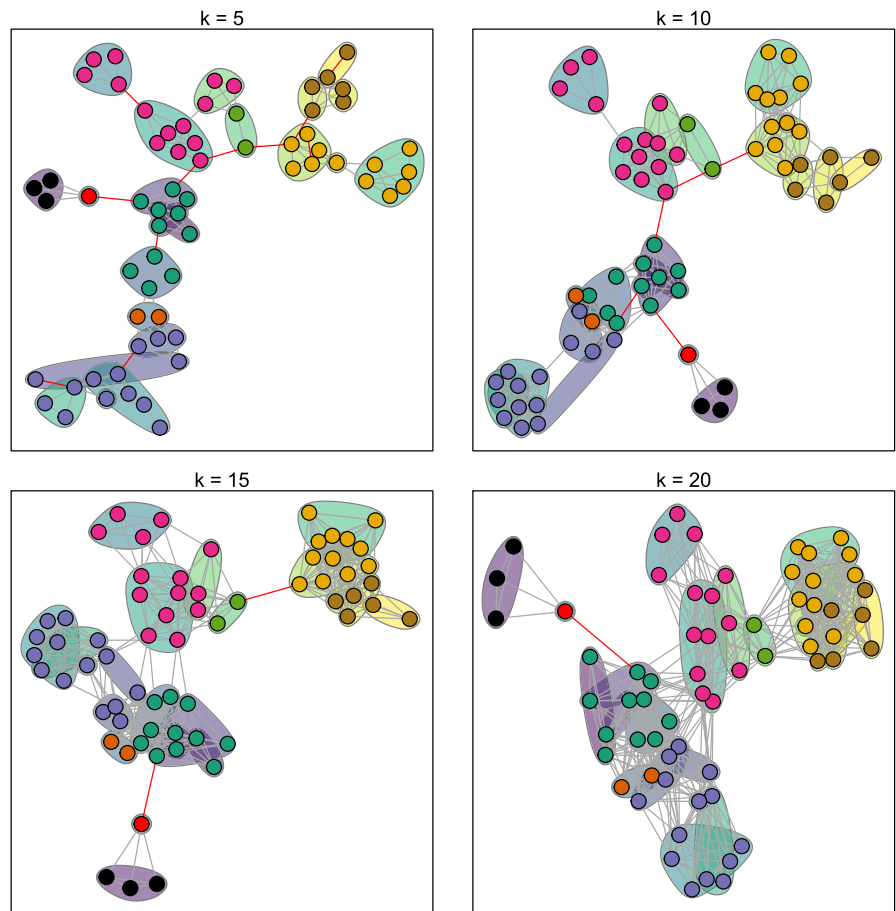 k = 5
k = 10
k = 15
k = 20